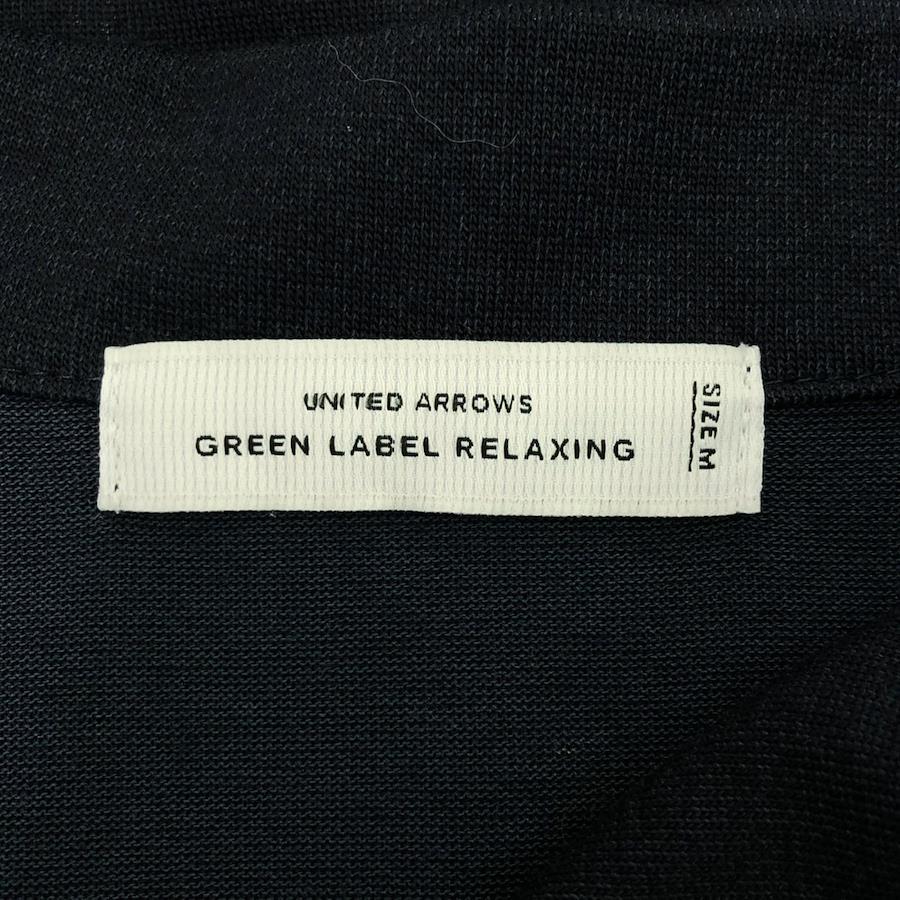 UNITED ARROWS
GREEN LABEL RELAXING
SIZE M